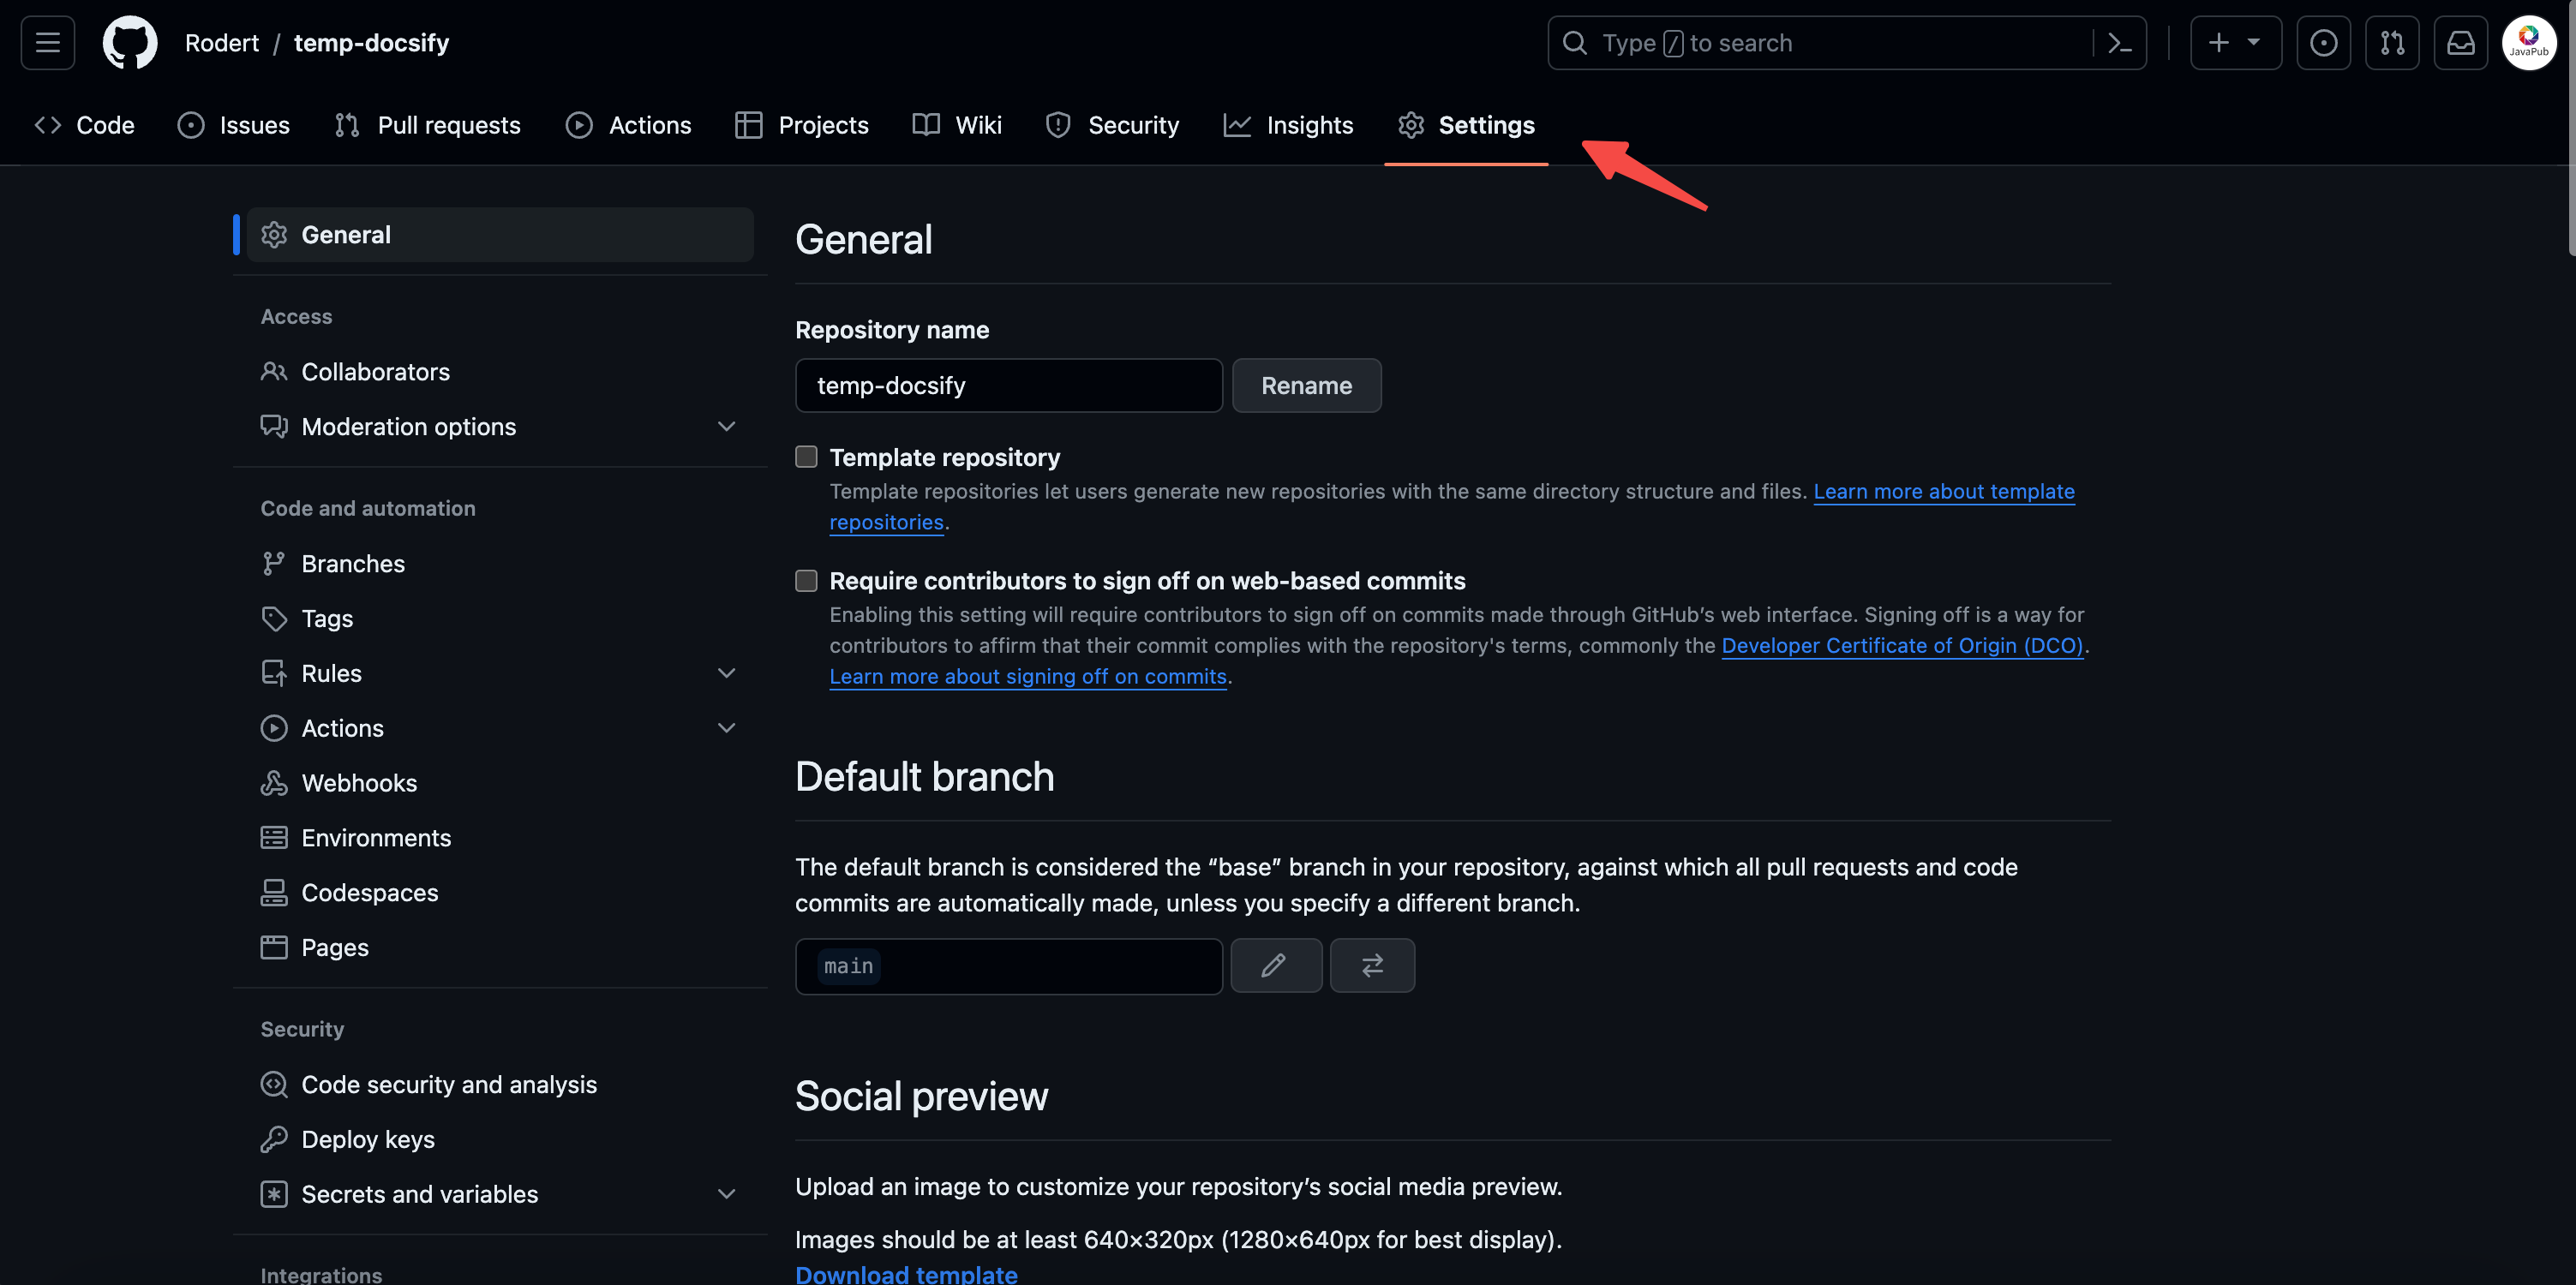 Rodert / temp-docsify
Type / to search
JavaPub
Code
Issues
Pull requests
Actions
Projects
Wiki
Security
Insights
Settings
General
Access
Collaborators
Moderation options
Code and automation
Branches
Tags
Rules
Actions
Webhooks
Environments
Codespaces
Pages
Security
Code security and analysis
Deploy keys
Secrets and variables
Integrations
General
Repository name
temp-docsify
Rename
Template repository
Template repositories let users generate new repositories with the same directory structure and files. Learn more about template
repositories.
Require contributors to sign off on web-based commits
Enabling this setting will require contributors to sign off on commits made through GitHub’s web interface. Signing off is a way for
contributors to affirm that their commit complies with the repository's terms, commonly the Developer Certificate of Origin (DCO).
Learn more about signing off on commits.
Default branch
The default branch is considered the “base” branch in your repository, against which all pull requests and code
commits are automatically made, unless you specify a different branch.
main
Social preview
Upload an image to customize your repository’s social media preview.
Images should be at least 640×320px (1280×640px for best display).
Download template